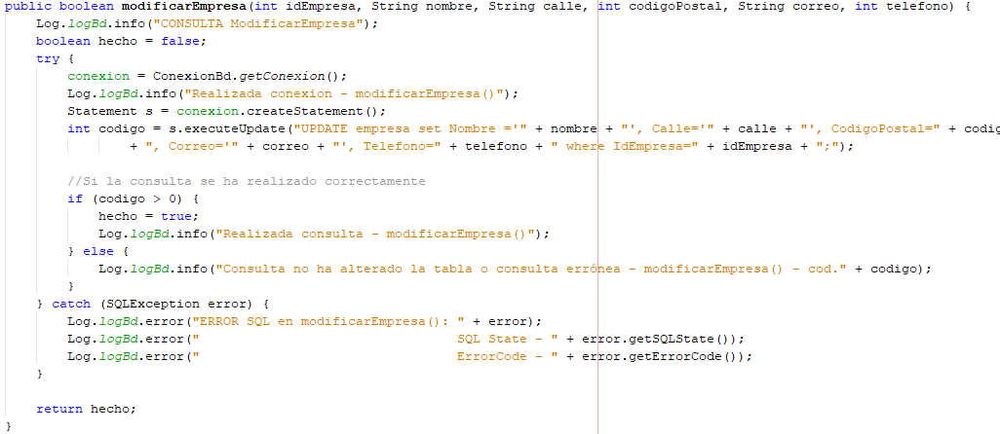 public boolean modificarEmpresa(int idEmpresa, String nombre, String calle, int codigoPostal, String correo, int telefono) {
    Log.logBd.info("CONSULTA ModificarEmpresa");
    boolean hecho = false;
    try {
        conexion = ConexionBd.getConexion();
        Log.logBd.info("Realizada conexion - modificarEmpresa()");
        Statement s = conexion.createStatement();
        int codigo = s.executeUpdate("UPDATE empresa set Nombre ='" + nombre + "', Calle='" + calle + "', CodigoPostal=" + codig
                + ", Correo='" + correo + "', Telefono=" + telefono + " where IdEmpresa=" + idEmpresa + ";");
        //Si la consulta se ha realizado correctamente
        if (codigo > 0) {
            hecho = true;
            Log.logBd.info("Realizada consulta - modificarEmpresa()");
        } else {
            Log.logBd.info("Consulta no ha alterado la tabla o consulta errónea - modificarEmpresa() - cod." + codigo);
        }
    } catch (SQLException error) {
        Log.logBd.error("ERROR SQL en modificarEmpresa(): " + error);
        Log.logBd.error("                                 SQL State - " + error.getSQLState());
        Log.logBd.error("                                 ErrorCode - " + error.getErrorCode());
    }
    return hecho;
}